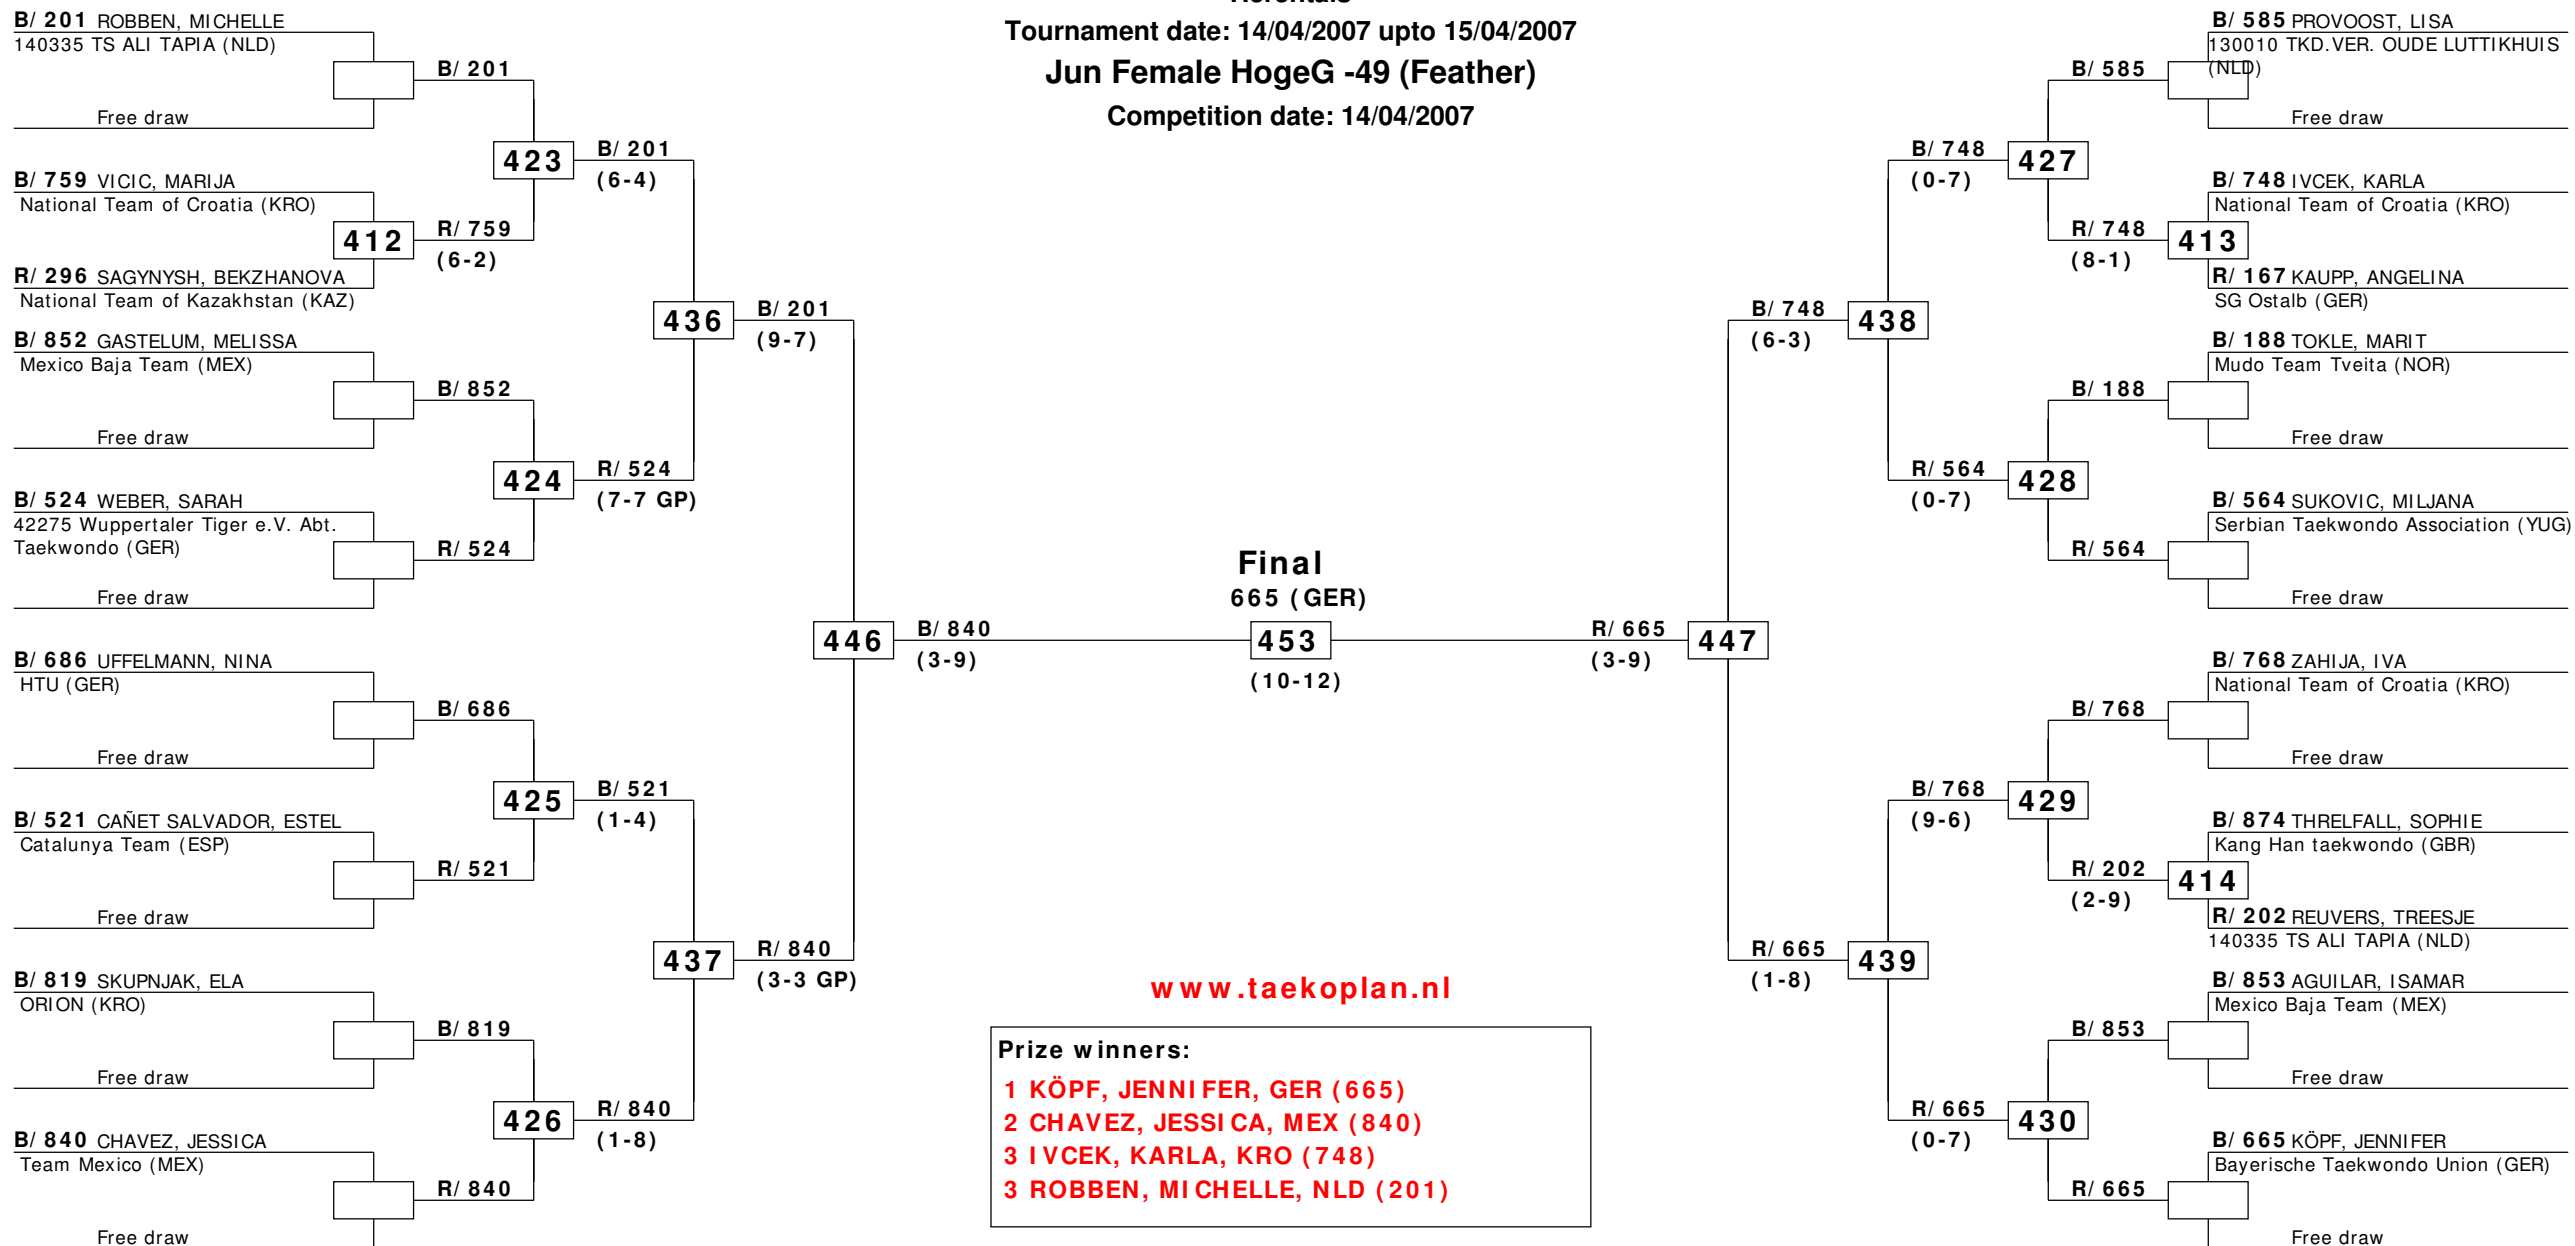 Tournament date: 14/04/2007 upto 15/04/2007
Jun Female HogeG -49 (Feather)
Competition date: 14/04/2007
B/ 201 ROBBEN, MICHELLE
140335 TS ALI TAPIA (NLD)
B/ 201
Free draw
423
B/ 201
(6-4)
B/ 759 VICIC, MARIJA
National Team of Croatia (KRO)
412
R/ 759
(6-2)
R/ 296 SAGYNYSH, BEKZHANOVA
National Team of Kazakhstan (KAZ)
436
B/ 201
(9-7)
B/ 852 GASTELUM, MELISSA
Mexico Baja Team (MEX)
B/ 852
Free draw
424
R/ 524
(7-7 GP)
B/ 524 WEBER, SARAH
42275 Wuppertaler Tiger e.V. Abt.
Taekwondo (GER)
R/ 524
Free draw
446
B/ 840
(3-9)
B/ 686 UFFELMANN, NINA
HTU (GER)
B/ 686
Free draw
425
B/ 521
(1-4)
B/ 521 CAÑET SALVADOR, ESTEL
Catalunya Team (ESP)
R/ 521
Free draw
437
R/ 840
(3-3 GP)
B/ 819 SKUPNJAK, ELA
ORION (KRO)
B/ 819
Free draw
426
R/ 840
(1-8)
B/ 840 CHAVEZ, JESSICA
Team Mexico (MEX)
R/ 840
Free draw
Final
665 (GER)
453
(10-12)
www.taekoplan.nl
Prize winners:
1 KÖPF, JENNIFER, GER (665)
2 CHAVEZ, JESSICA, MEX (840)
3 IVCEK, KARLA, KRO (748)
3 ROBBEN, MICHELLE, NLD (201)
B/ 585 PROVOOST, LISA
130010 TKD.VER. OUDE LUTTIKHUIS
(NLD)
B/ 585
Free draw
B/ 748
(0-7)
427
B/ 748 IVCEK, KARLA
National Team of Croatia (KRO)
R/ 748
(8-1)
413
R/ 167 KAUPP, ANGELINA
SG Ostalb (GER)
B/ 748
(6-3)
438
B/ 188 TOKLE, MARIT
Mudo Team Tveita (NOR)
B/ 188
Free draw
R/ 564
(0-7)
428
B/ 564 SUKOVIC, MILJANA
Serbian Taekwondo Association (YUG)
R/ 564
Free draw
R/ 665
(3-9)
447
B/ 768 ZAHIJA, IVA
National Team of Croatia (KRO)
B/ 768
Free draw
B/ 768
(9-6)
429
B/ 874 THRELFALL, SOPHIE
Kang Han taekwondo (GBR)
R/ 202
(2-9)
414
R/ 202 REUVERS, TREESJE
140335 TS ALI TAPIA (NLD)
R/ 665
(1-8)
439
B/ 853 AGUILAR, ISAMAR
Mexico Baja Team (MEX)
B/ 853
Free draw
R/ 665
(0-7)
430
B/ 665 KÖPF, JENNIFER
Bayerische Taekwondo Union (GER)
R/ 665
Free draw